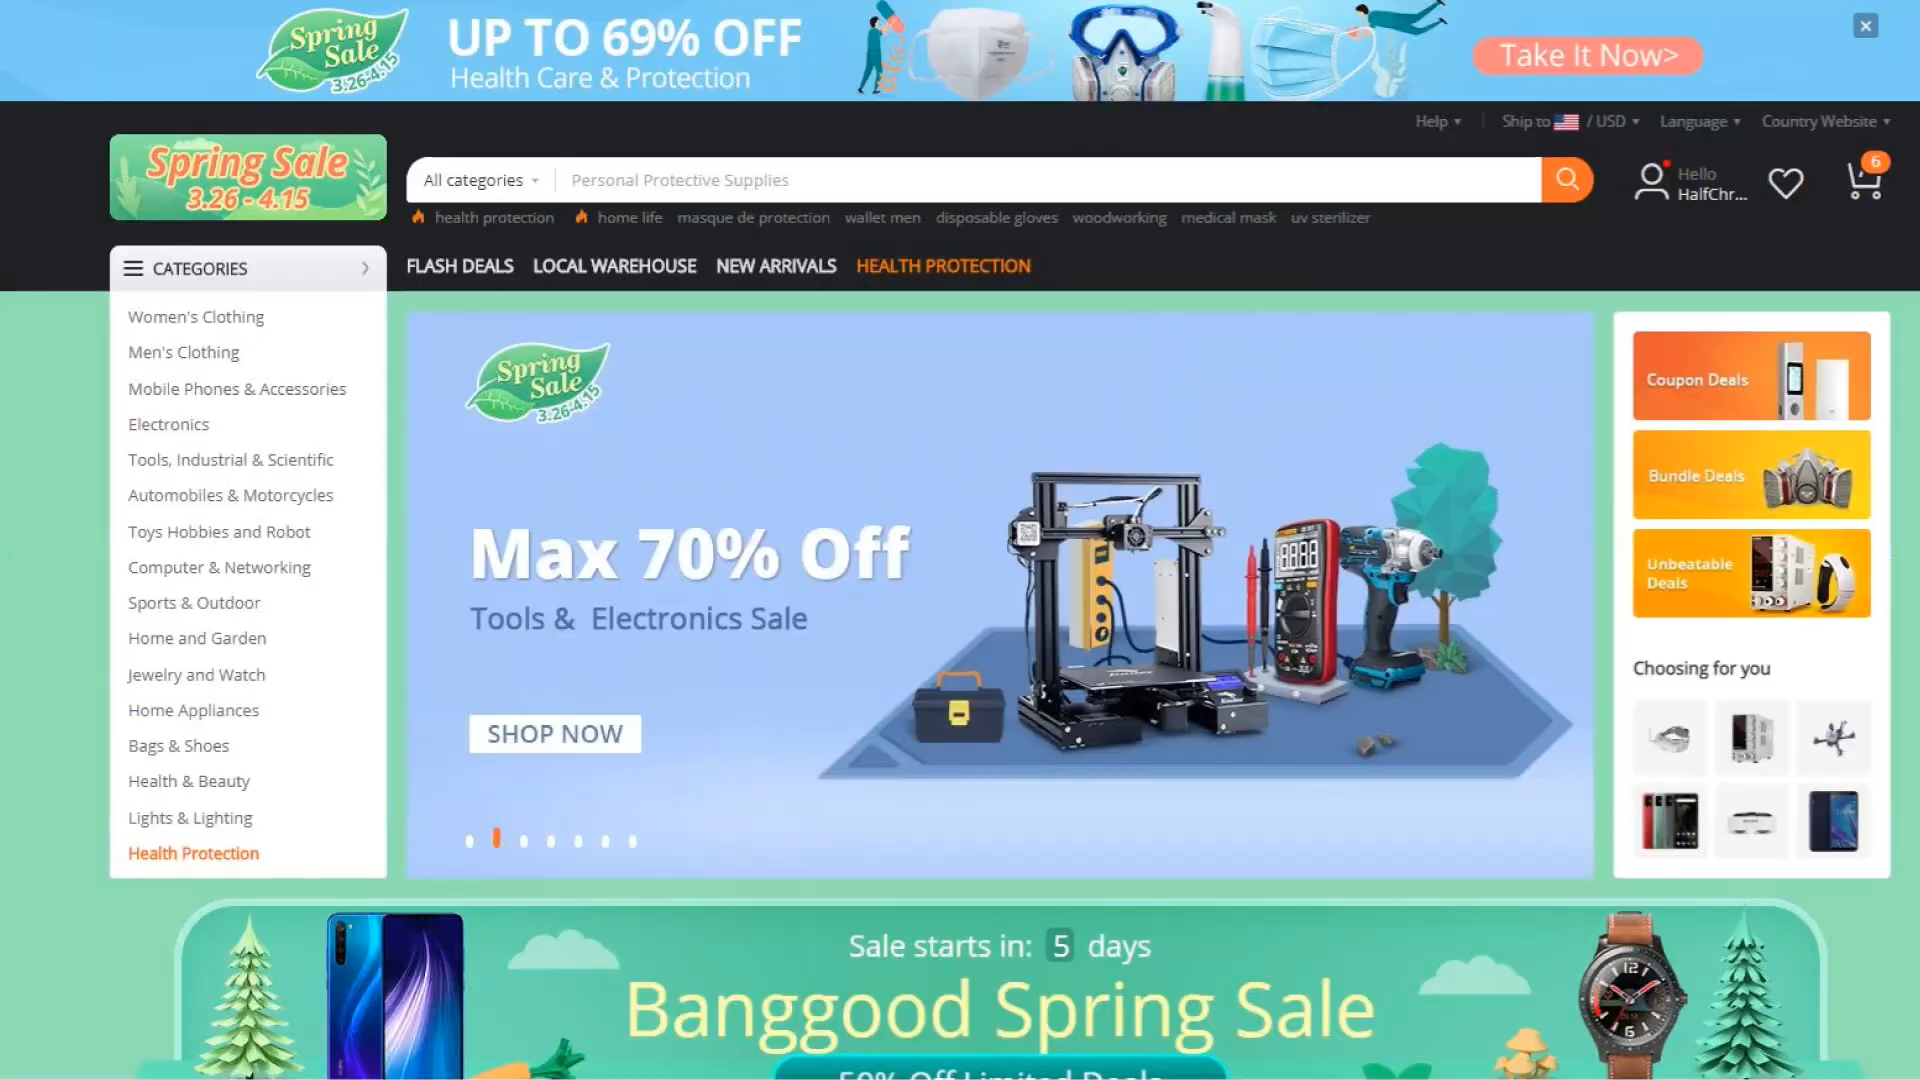 Spring
Sale
3.26-4.15
UP TO 69% OFF
Health Care & Protection
Take It Now>
Help
Ship to / USD
Language
Country Website
Spring Sale
3.26 - 4.15
All categories
Personal Protective Supplies
Hello
HalfChr...
6
health protection
home life
masque de protection
wallet men
disposable gloves
woodworking
medical mask
uv sterilizer
CATEGORIES
FLASH DEALS
LOCAL WAREHOUSE
NEW ARRIVALS
HEALTH PROTECTION
Women's Clothing
Men's Clothing
Mobile Phones & Accessories
Electronics
Tools, Industrial & Scientific
Automobiles & Motorcycles
Toys Hobbies and Robot
Computer & Networking
Sports & Outdoor
Home and Garden
Jewelry and Watch
Home Appliances
Bags & Shoes
Health & Beauty
Lights & Lighting
Health Protection
Spring
Sale
3.26-4.15
Max 70% Off
Tools & Electronics Sale
SHOP NOW
Coupon Deals
Bundle Deals
Unbeatable
Deals
Choosing for you
Sale starts in: 5 days
Banggood Spring Sale
50% Off Limited Deals